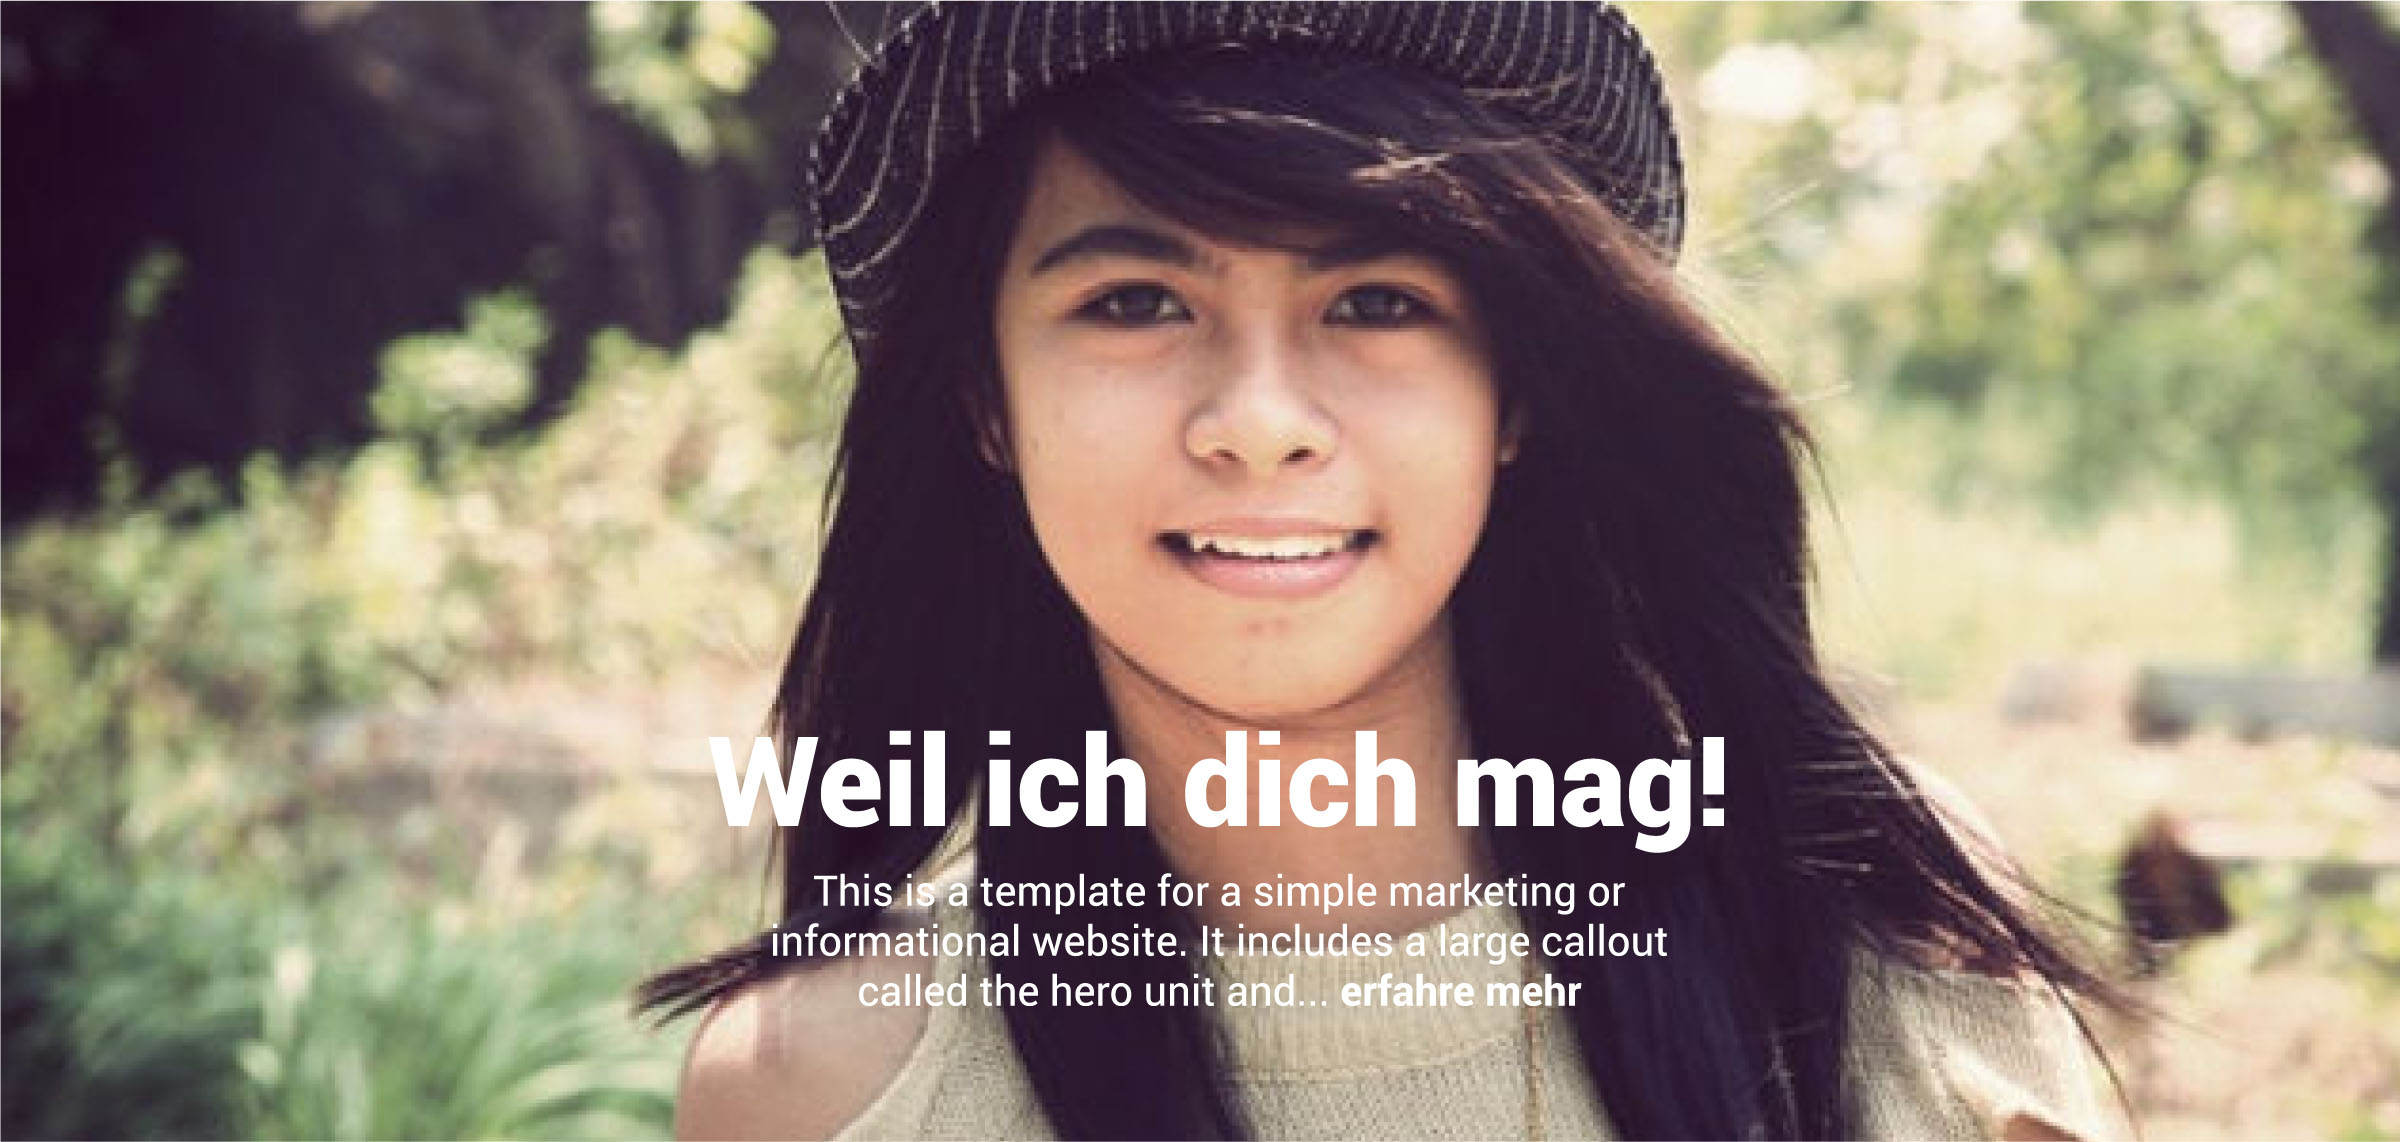 Weil ich dich mag!
This is a template for a simple marketing or
informational website. It includes a large callout
called the hero unit and... erfahre mehr